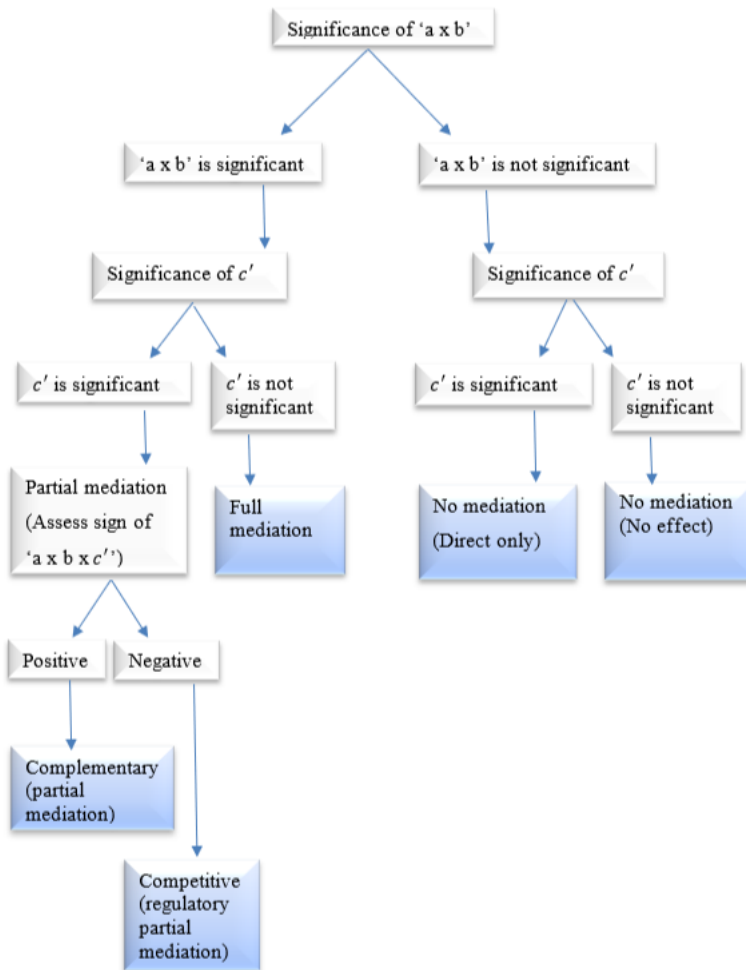 Significance of ‘a x b’
‘a x b’ is significant
‘a x b’ is not significant
Significance of c′
Significance of c′
c′ is significant
c′ is not
significant
c′ is significant
c′ is not
significant
Partial mediation
(Assess sign of
‘a x b x c′’)
Full
mediation
No mediation
(Direct only)
No mediation
(No effect)
Positive
Negative
Complementary
(partial
mediation)
Competitive
(regulatory
partial
mediation)